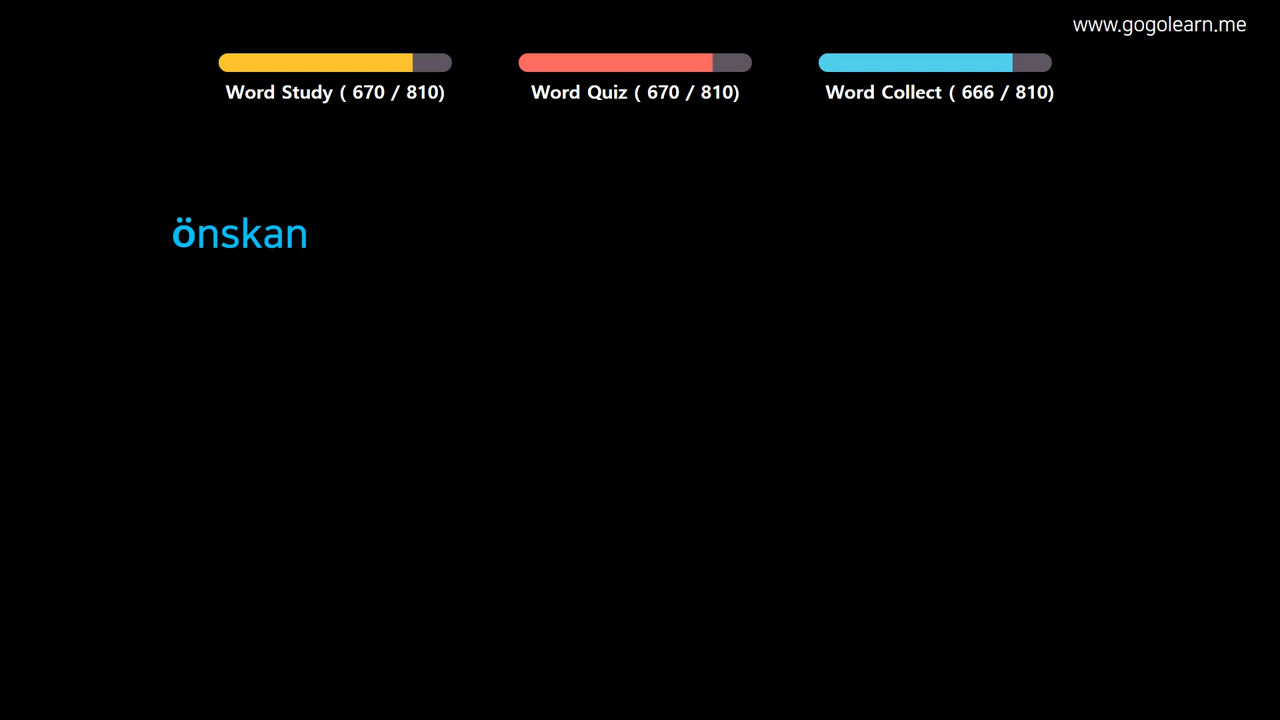 www.gogolearn.me
Word Study ( 670 / 810)
Word Quiz ( 670 / 810)
Word Collect ( 666 / 810)
önskan